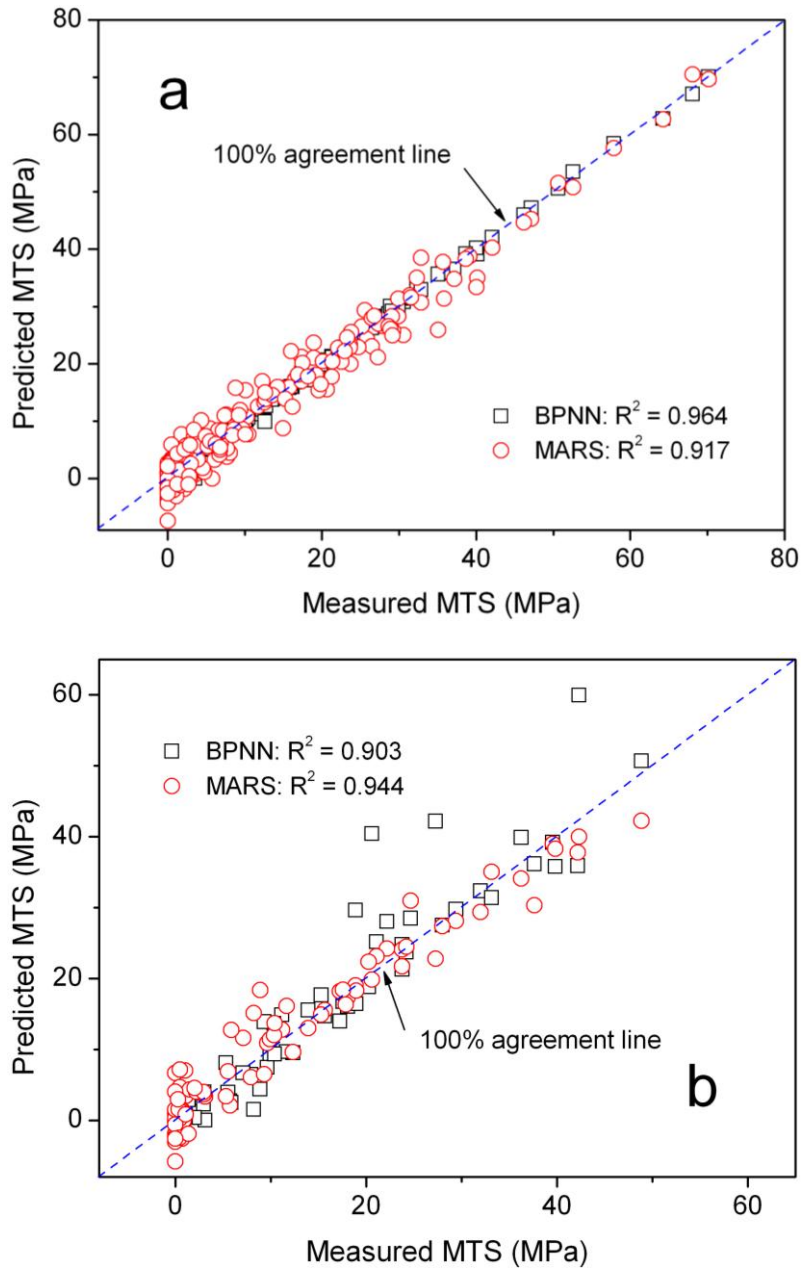 80
a
100% agreement line
60
Predicted MTS (MPa)
40
20
BPNN: R² = 0.964
MARS: R² = 0.917
0
0 20 40 60 80
Measured MTS (MPa)
60
BPNN: R² = 0.903
MARS: R² = 0.944
Predicted MTS (MPa)
40
20
100% agreement line
b
0
0 20 40 60
Measured MTS (MPa)